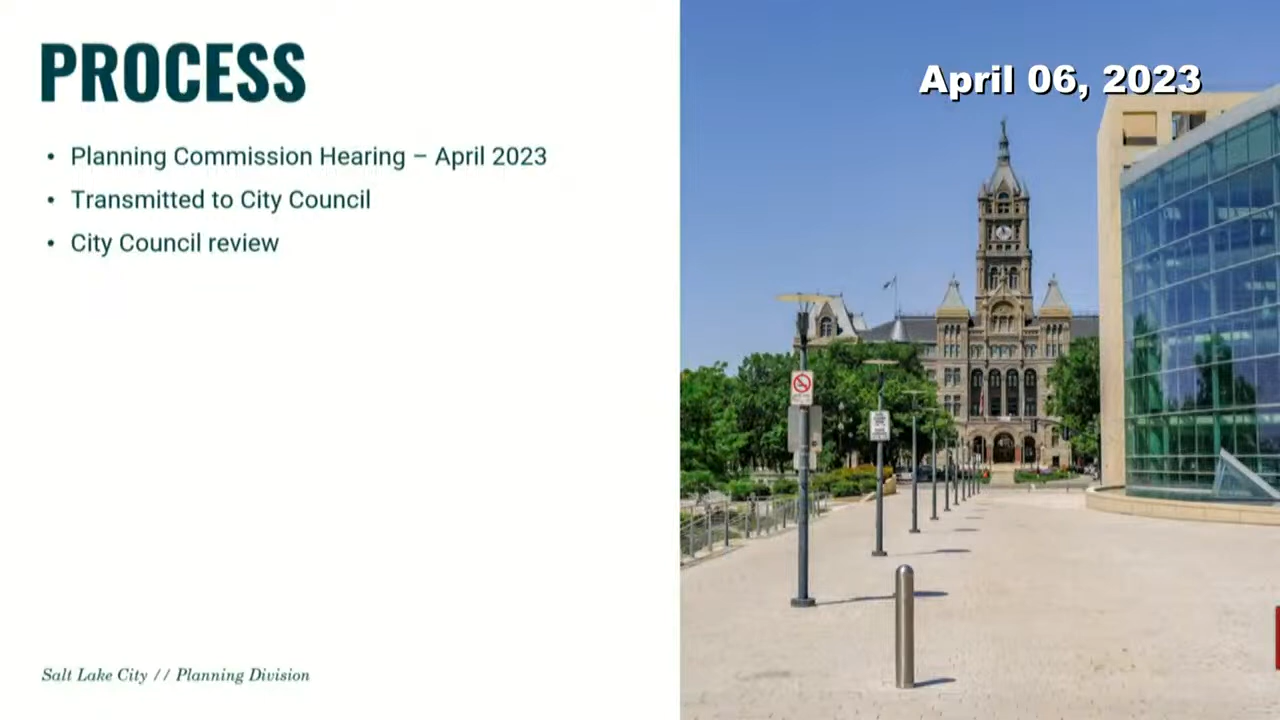 PROCESS
• Planning Commission Hearing – April 2023
• Transmitted to City Council
• City Council review
Salt Lake City // Planning Division
April 06, 2023